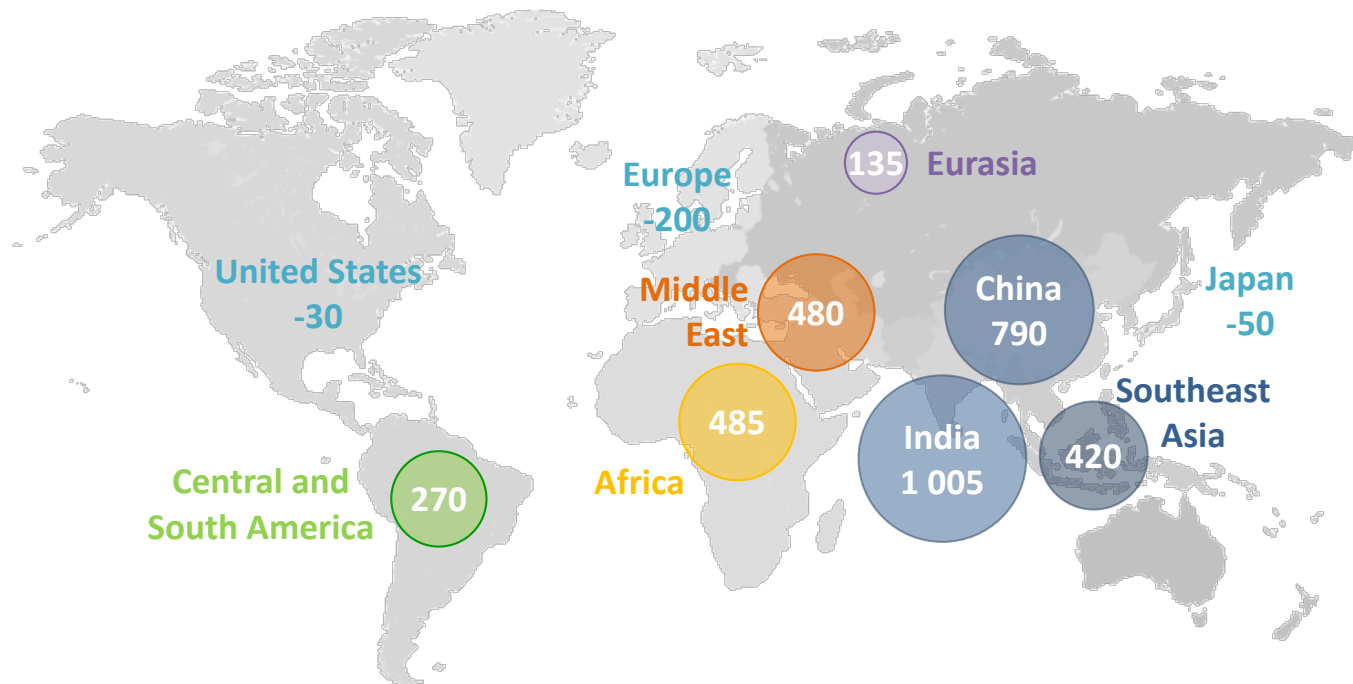 135 Eurasia
Europe
-200
United States
-30
Middle
East
480
China
790
Japan
-50
Southeast
Asia
420
India
1 005
485
Africa
Central and
South America
270